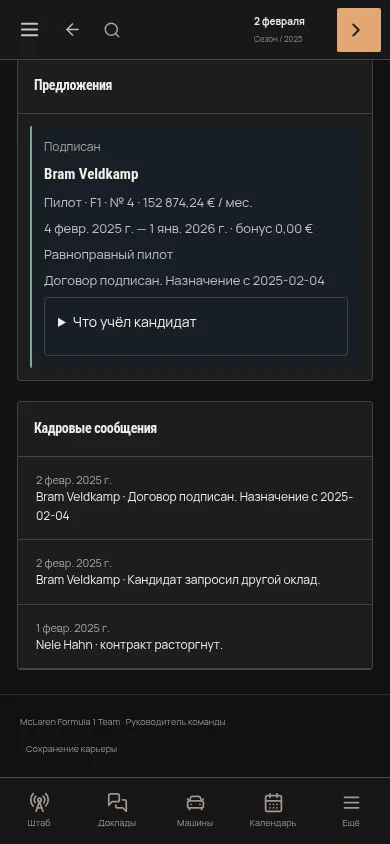 2 февраля
Сезон / 2025
Предложения
Подписан
Bram Veldkamp
Пилот · F1 · № 4 · 152 874,24 € / мес.
4 февр. 2025 г. — 1 янв. 2026 г. · бонус 0,00 €
Равноправный пилот
Договор подписан. Назначение с 2025-02-04
Что учёл кандидат
Кадровые сообщения
2 февр. 2025 г.
Bram Veldkamp · Договор подписан. Назначение с 2025-
02-04
2 февр. 2025 г.
Bram Veldkamp · Кандидат запросил другой оклад.
1 февр. 2025 г.
Nele Hahn · контракт расторгнут.
McLaren Formula 1 Team · Руководитель команды
Сохранение карьеры
Штаб Доклады Машины Календарь Ещё